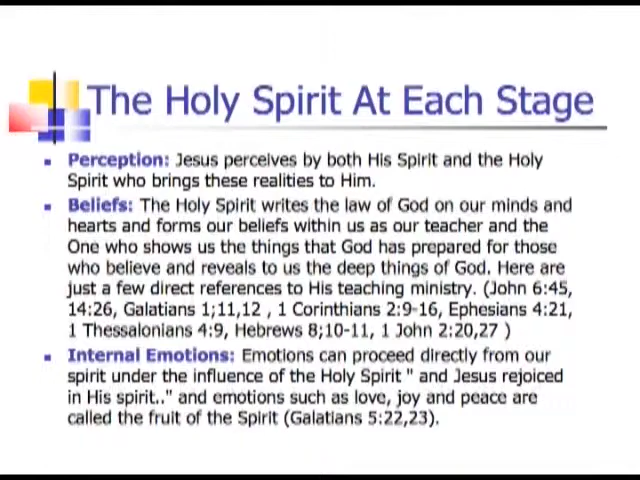 The Holy Spirit At Each Stage
Perception: Jesus perceives by both His Spirit and the Holy
Spirit who brings these realities to Him.
Beliefs: The Holy Spirit writes the law of God on our minds and
hearts and forms our beliefs within us as our teacher and the
One who shows us the things that God has prepared for those
who believe and reveals to us the deep things of God. Here are
just a few direct references to His teaching ministry. (John 6:45,
14:26, Galatians 1;11,12 , 1 Corinthians 2:9-16, Ephesians 4:21,
1 Thessalonians 4:9, Hebrews 8;10-11, 1 John 2:20,27 )
Internal Emotions: Emotions can proceed directly from our
spirit under the influence of the Holy Spirit " and Jesus rejoiced
in His spirit.." and emotions such as love, joy and peace are
called the fruit of the Spirit (Galatians 5:22,23).